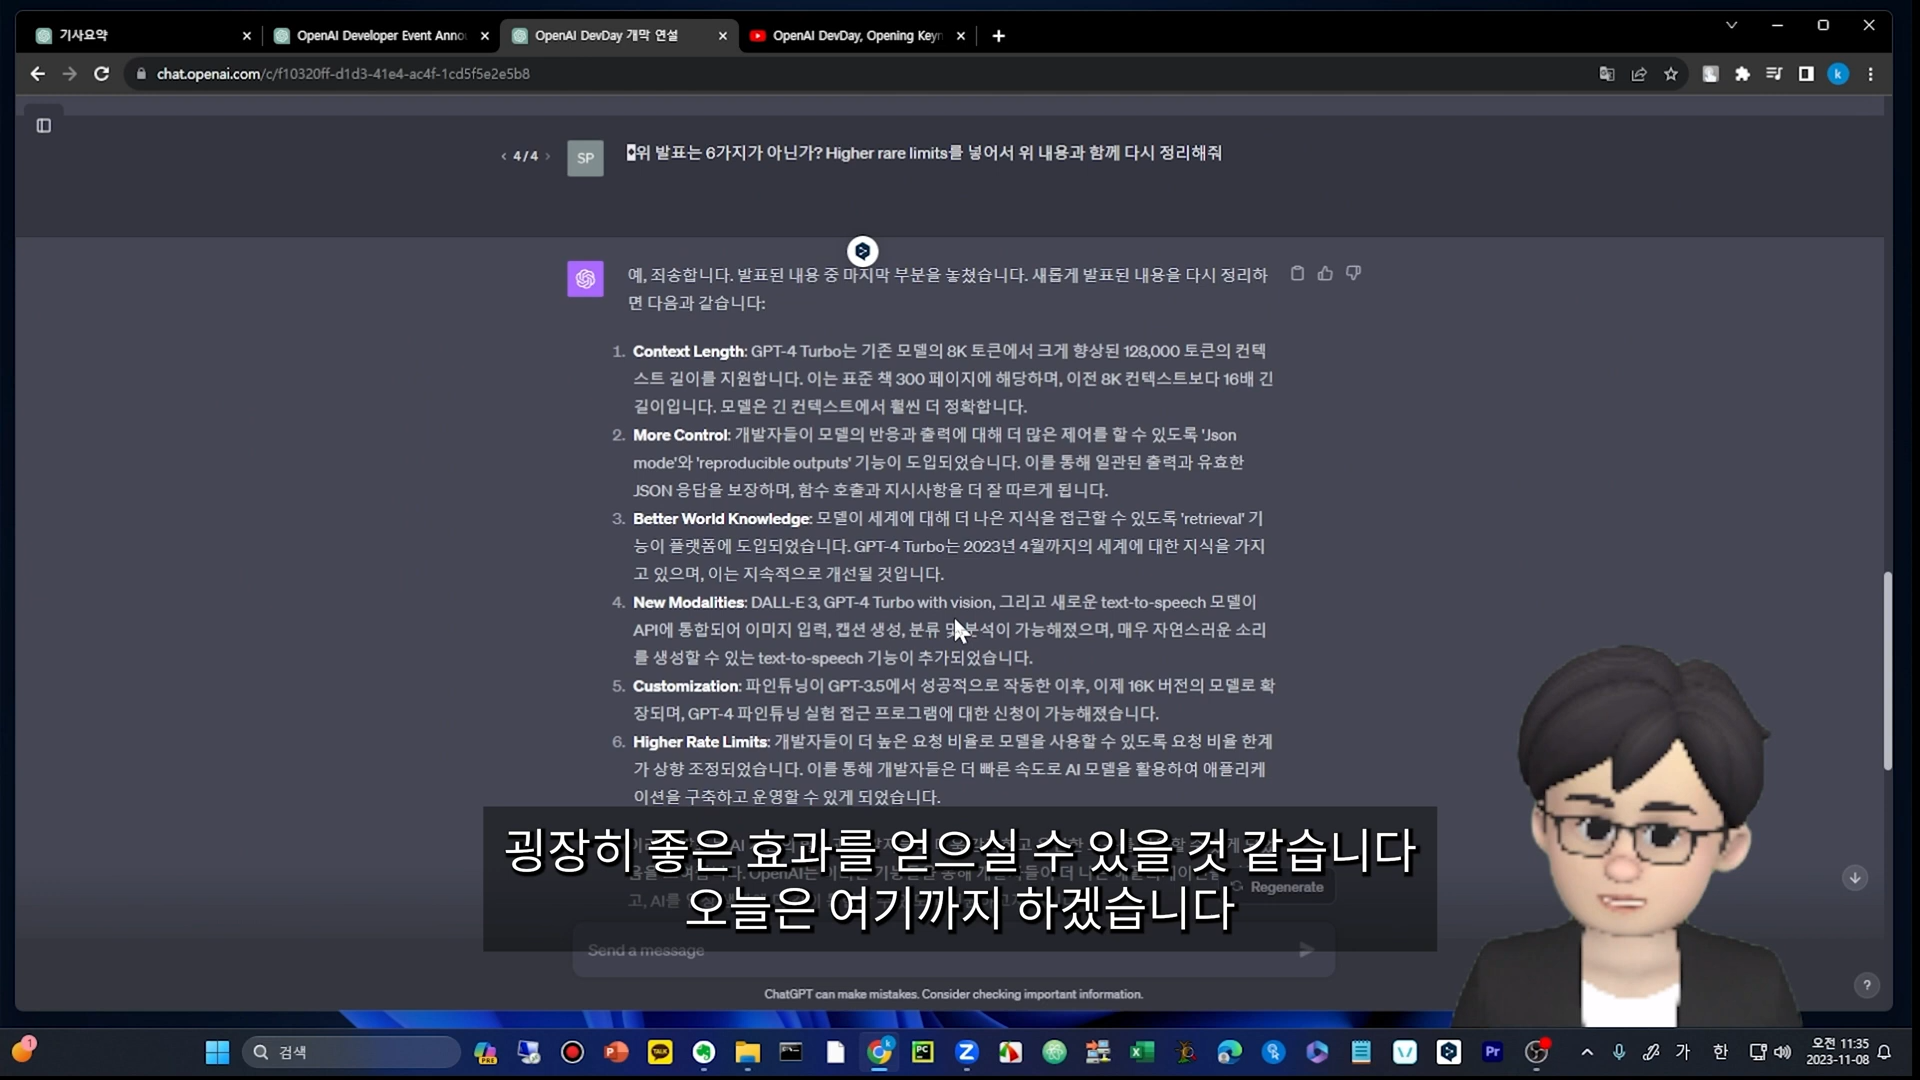 기사요약
OpenAI Developer Event Anno
OpenAI DevDay 개막 연설
OpenAI DevDay, Opening Keyn
chat.openai.com/c/f10320ff-d1d3-41e4-ac4f-1cd5f5e2e5b8
k
4/4
SP
위 발표는 6가지가 아닌가? Higher rare limits를 넣어서 위 내용과 함께 다시 정리해줘
예, 죄송합니다. 발표된 내용 중 마지막 부분을 놓쳤습니다. 새롭게 발표된 내용을 다시 정리하
면 다음과 같습니다:
1. Context Length: GPT-4 Turbo는 기존 모델의 8K 토큰에서 크게 향상된 128,000 토큰의 컨텍
스트 길이를 지원합니다. 이는 표준 책 300 페이지에 해당하며, 이전 8K 컨텍스트보다 16배 긴
길이입니다. 모델은 긴 컨텍스트에서 훨씬 더 정확합니다.
2. More Control: 개발자들이 모델의 반응과 출력에 대해 더 많은 제어를 할 수 있도록 'Json
mode'와 'reproducible outputs' 기능이 도입되었습니다. 이를 통해 일관된 출력과 유효한
JSON 응답을 보장하며, 함수 호출과 지시사항을 더 잘 따르게 됩니다.
3. Better World Knowledge: 모델이 세계에 대해 더 나은 지식을 접근할 수 있도록 'retrieval' 기
능이 플랫폼에 도입되었습니다. GPT-4 Turbo는 2023년 4월까지의 세계에 대한 지식을 가지
고 있으며, 이는 지속적으로 개선될 것입니다.
4. New Modalities: DALL-E 3, GPT-4 Turbo with vision, 그리고 새로운 text-to-speech 모델이
API에 통합되어 이미지 입력, 캡션 생성, 분류 및 분석이 가능해졌으며, 매우 자연스러운 소리
를 생성할 수 있는 text-to-speech 기능이 추가되었습니다.
5. Customization: 파인튜닝이 GPT-3.5에서 성공적으로 작동한 이후, 이제 16K 버전의 모델로 확
장되며, GPT-4 파인튜닝 실험 접근 프로그램에 대한 신청이 가능해졌습니다.
6. Higher Rate Limits: 개발자들이 더 높은 요청 비율로 모델을 사용할 수 있도록 요청 비율 한계
가 상향 조정되었습니다. 이를 통해 개발자들은 더 빠른 속도로 AI 모델을 활용하여 애플리케
이션을 구축하고 운영할 수 있게 되었습니다.
굉장히 좋은 효과를 얻으실 수 있을 것 같습니다
오늘은 여기까지 하겠습니다
Regenerate
Send a message
ChatGPT can make mistakes. Consider checking important information.
?
1
검색
PRE
TALK
k
PC
Z
Pr
가
한
오전 11:35
2023-11-08